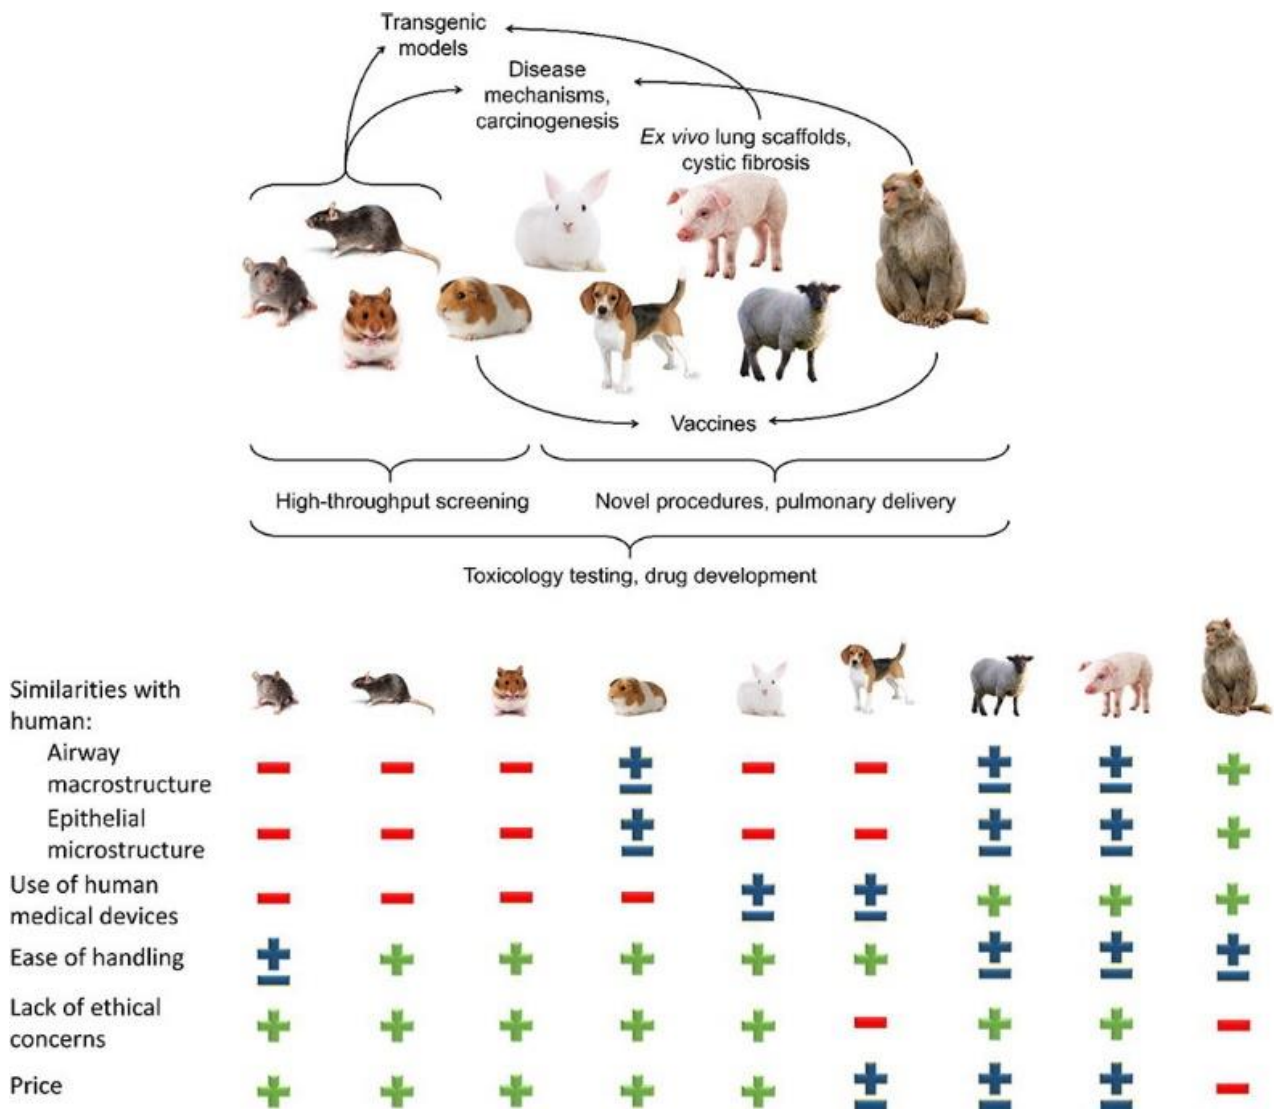 Transgenic
models
Disease
mechanisms,
carcinogenesis
Ex vivo lung scaffolds,
cystic fibrosis
Vaccines
High-throughput screening
Novel procedures, pulmonary delivery
Toxicology testing, drug development
Similarities with
human:
Airway
macrostructure
Epithelial
microstructure
Use of human
medical devices
Ease of handling
Lack of ethical
concerns
Price